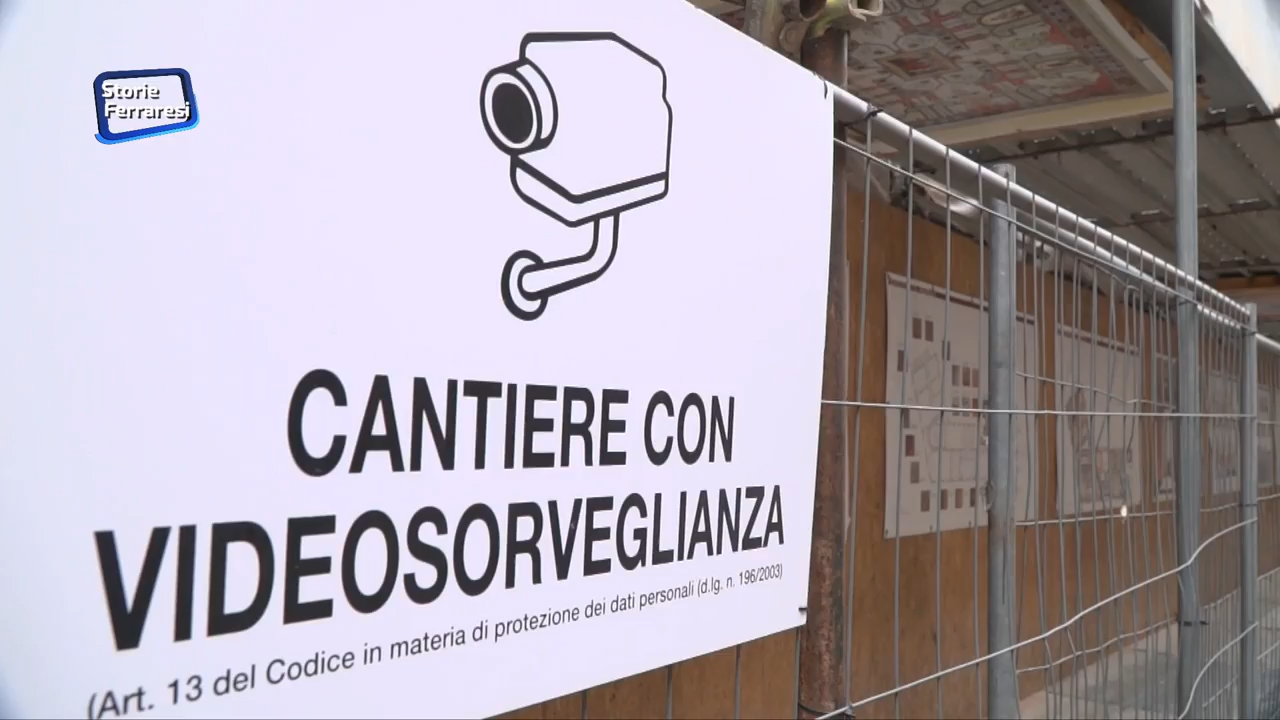 Storie
Ferraresi
CANTIERE CON
VIDEOSORVEGLIANZA
(Art. 13 del Codice in materia di protezione dei dati personali (d.lg. n. 196/2003)